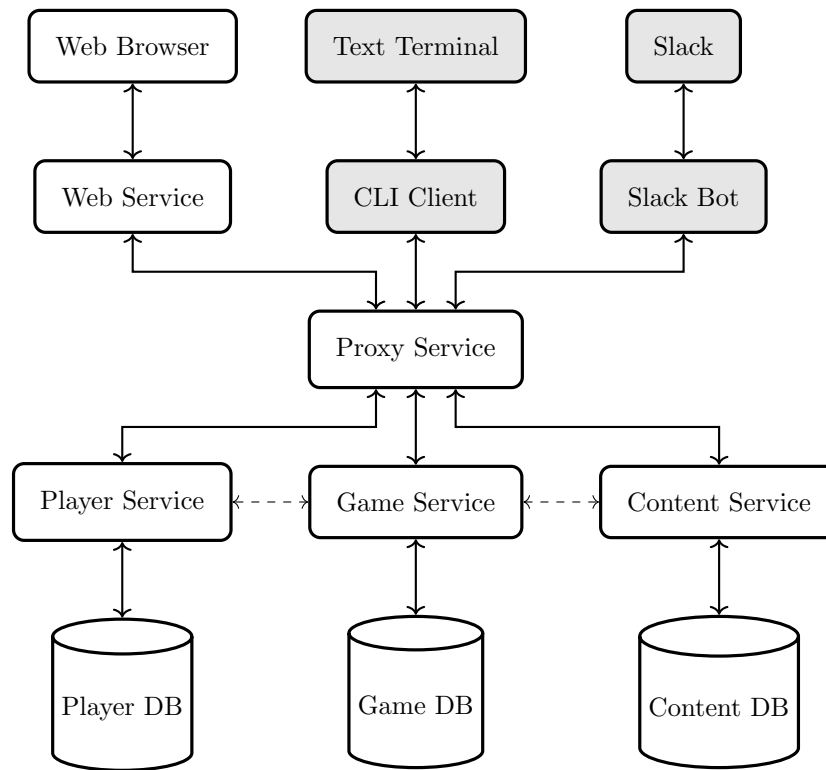 Web Browser
Text Terminal
Slack
Web Service
CLI Client
Slack Bot
Proxy Service
Player Service
Game Service
Content Service
Player DB
Game DB
Content DB